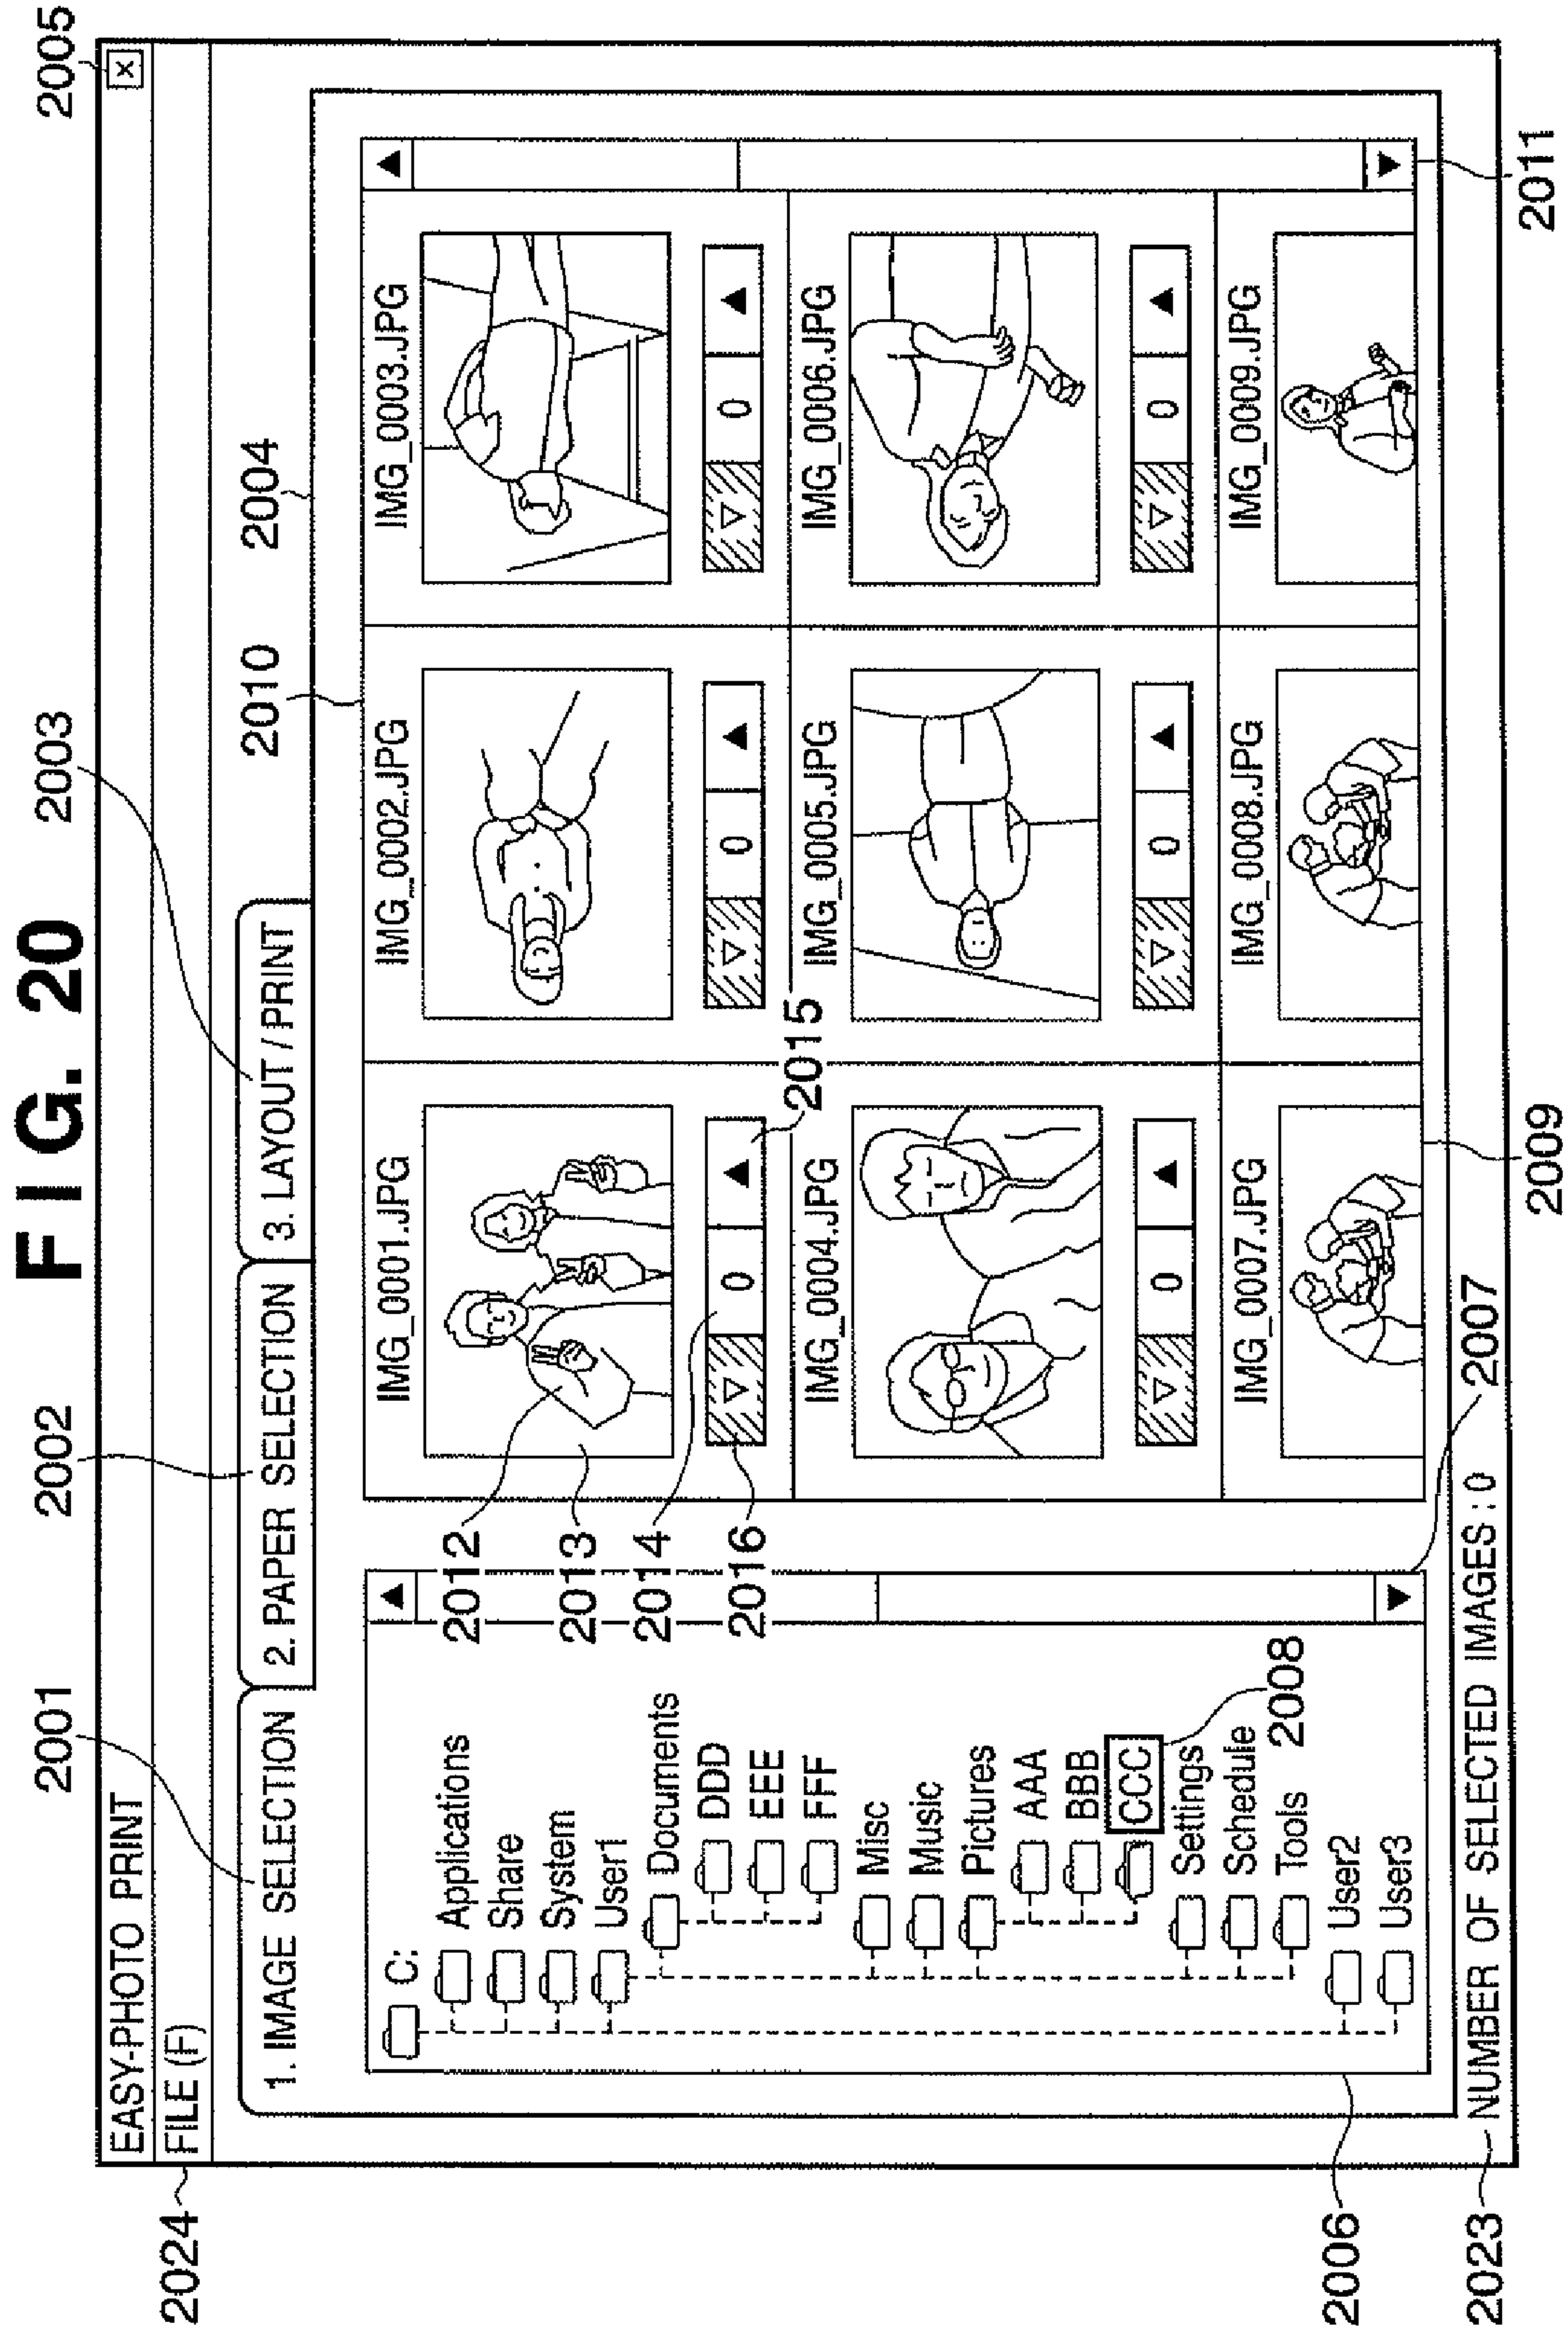 FIG. 20
2001
2002
2003
2005
EASY-PHOTO PRINT
X
2024
FILE (F)
1. IMAGE SELECTION
2. PAPER SELECTION
3. LAYOUT / PRINT
2010
2004
C:
Applications
Share
System
User1
Documents
DDD
EEE
FFF
Misc
Music
Pictures
AAA
BBB
CCC
Settings
Schedule
Tools
User2
User3
2008
2012
2013
2014
2016
IMG_0001.JPG
IMG_0002.JPG
IMG_0003.JPG
0
0
0
2015
IMG_0004.JPG
IMG_0005.JPG
IMG_0006.JPG
0
0
0
IMG_0007.JPG
IMG_0008.JPG
IMG_0009.JPG
2006
NUMBER OF SELECTED IMAGES : 0
2007
2023
2009
2011